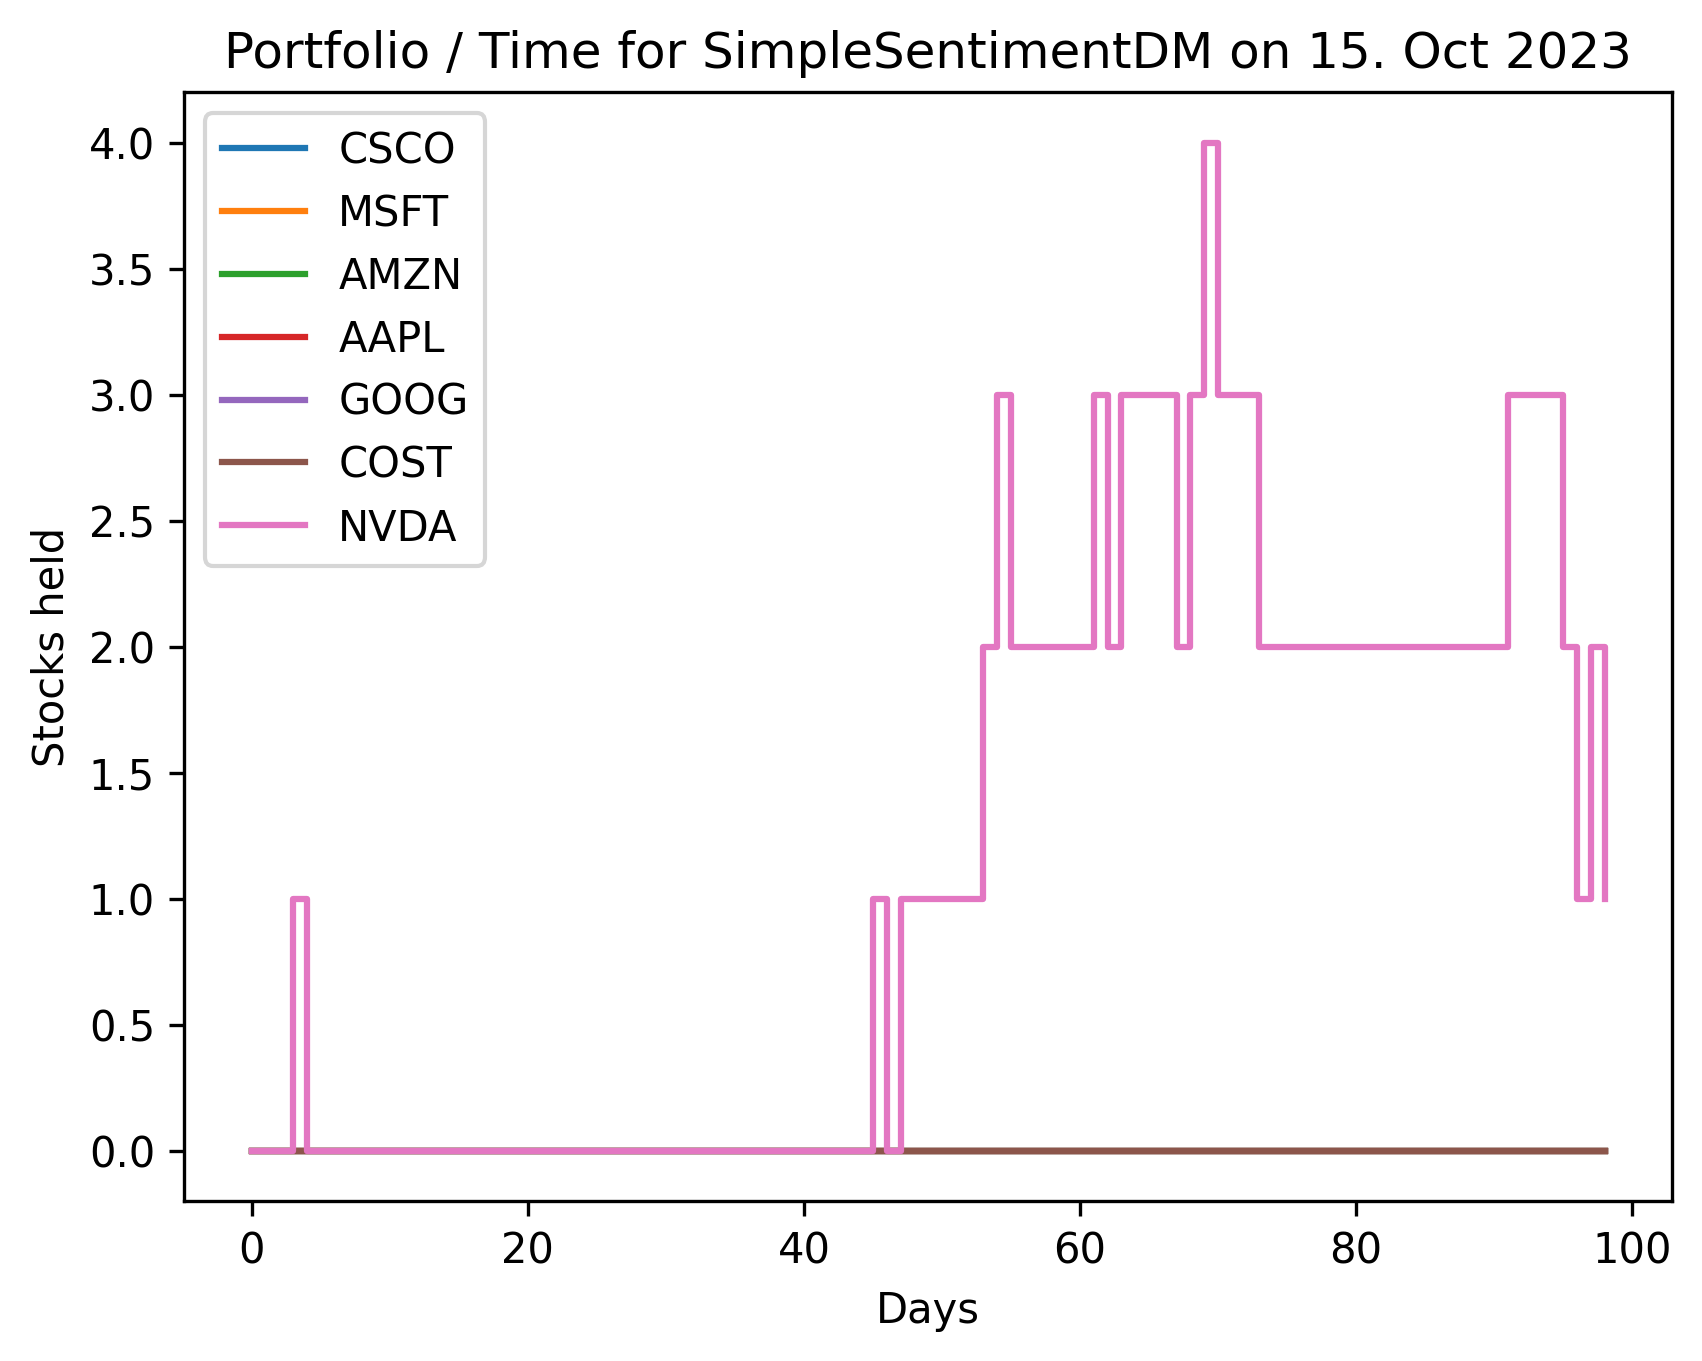 Portfolio / Time for SimpleSentimentDM on 15. Oct 2023
CSCO
MSFT
AMZN
AAPL
GOOG
COST
NVDA
4.0
3.5
3.0
2.5
2.0
1.5
1.0
0.5
0.0
Stocks held
0 20 40 60 80 100
Days